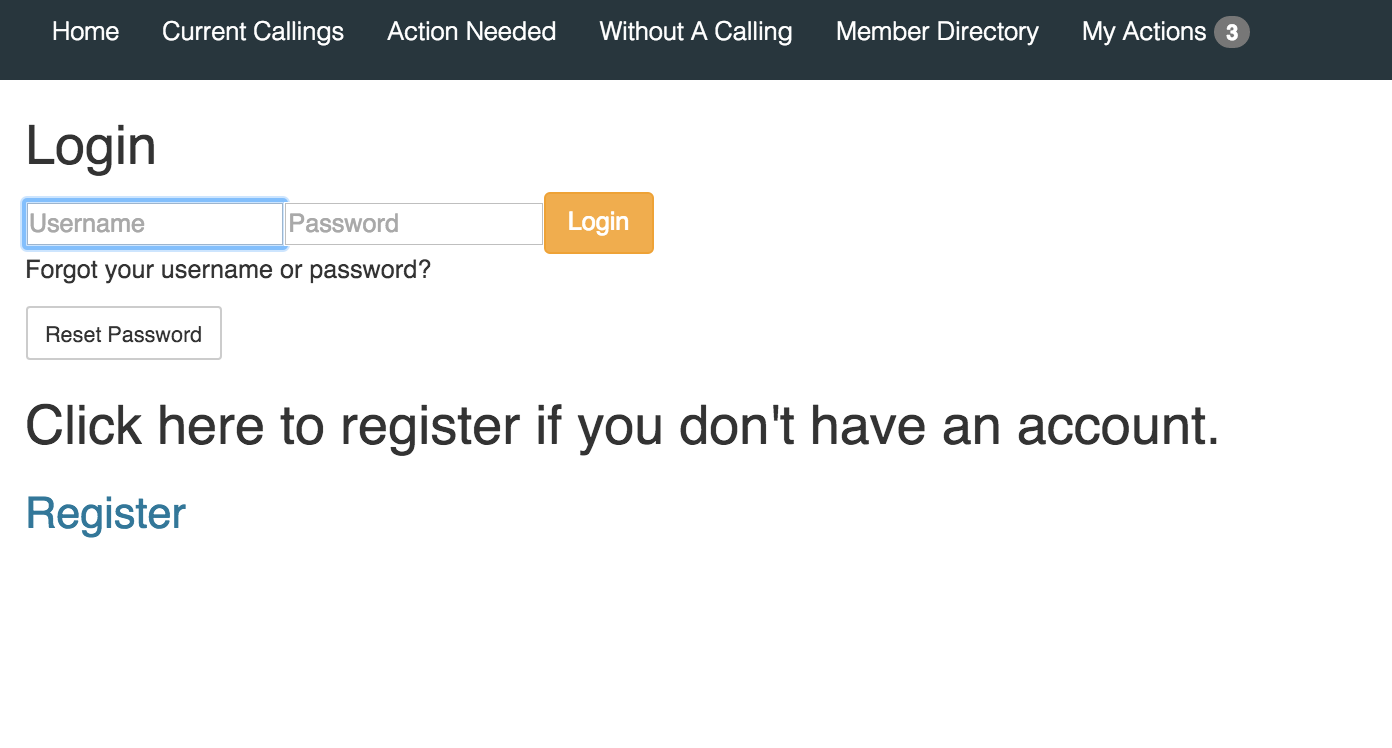 Home Current Callings Action Needed Without A Calling Member Directory My Actions 3
Login
Username Password Login
Forgot your username or password?
Reset Password
Click here to register if you don't have an account.
Register